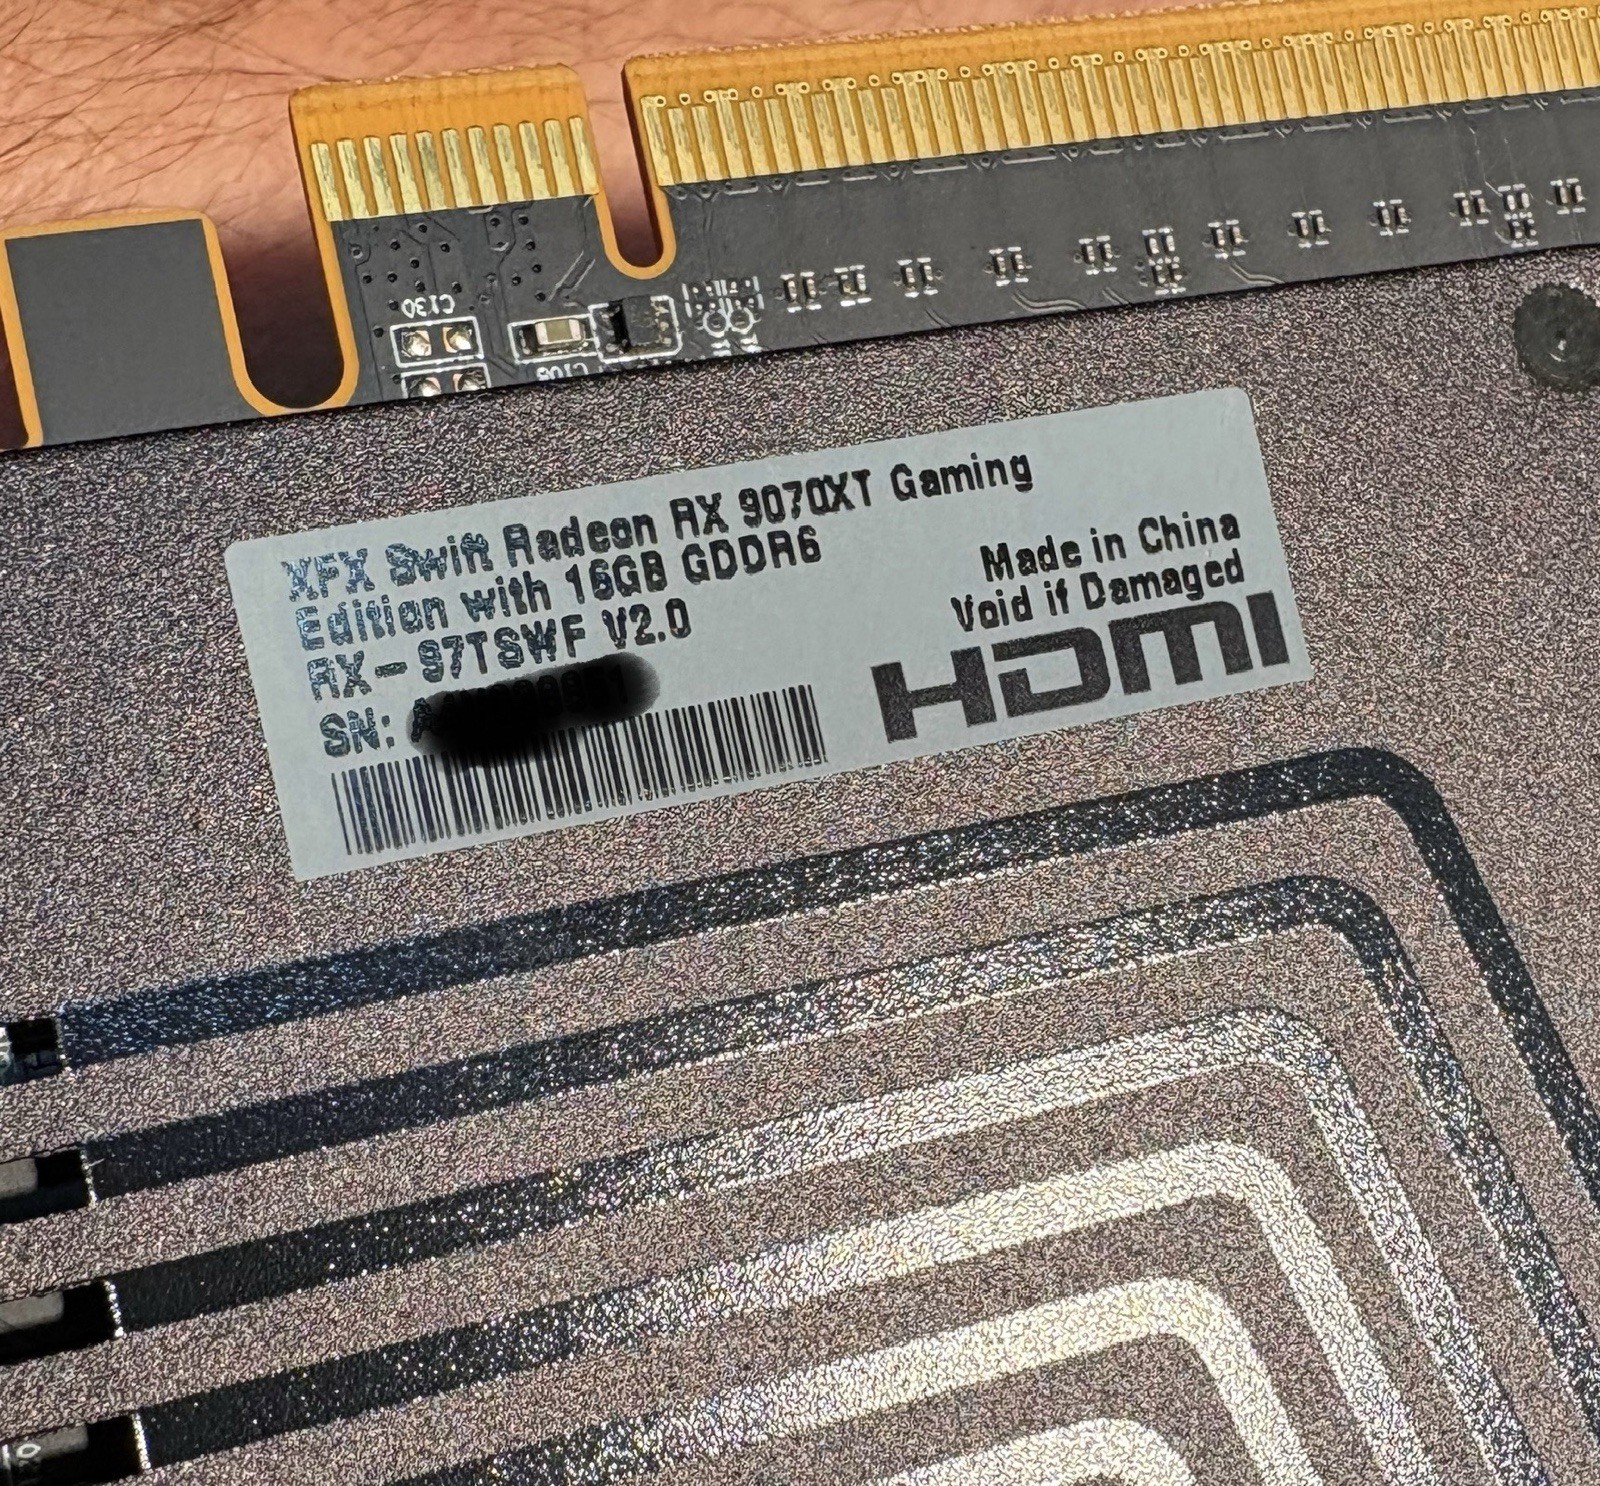 C130
C106
XFX Swift Radeon RX 9070XT Gaming
Edition with 16GB GDDR6
RX-97TSWF V2.0
SN:
Made in China
Void if Damaged
HDMI